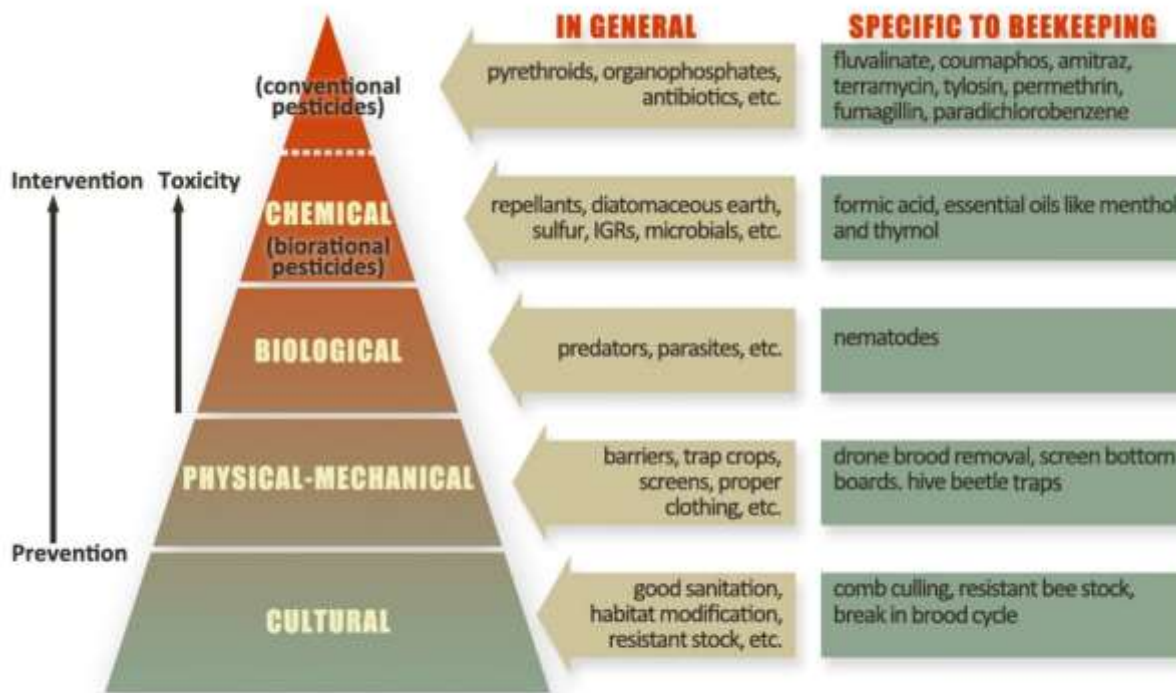 IN GENERAL
SPECIFIC TO BEEKEEPING
(conventional
pesticides)
pyrethroids, organophosphates,
antibiotics, etc.
fluvalinate, coumaphos, amitraz,
terramycin, tylosin, permethrin,
fumagillin, paradichlorobenzene
Intervention
Toxicity
CHEMICAL
(biorational
pesticides)
repellants, diatomaceous earth,
sulfur, IGRs, microbials, etc.
formic acid, essential oils like menthol
and thymol
BIOLOGICAL
predators, parasites, etc.
nematodes
PHYSICAL-MECHANICAL
barriers, trap crops,
screens, proper
clothing, etc.
drone brood removal, screen bottom
boards. hive beetle traps
Prevention
CULTURAL
good sanitation,
habitat modification,
resistant stock, etc.
comb culling, resistant bee stock,
break in brood cycle